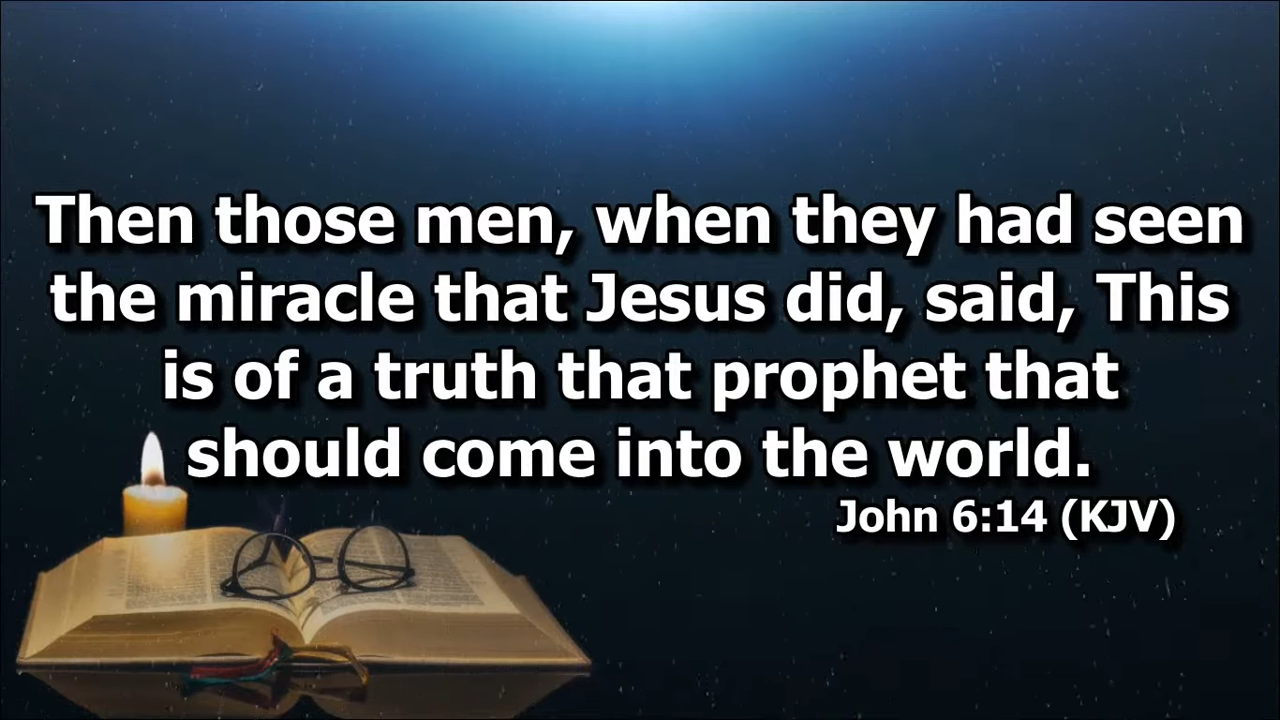 Then those men, when they had seen
the miracle that Jesus did, said, This
is of a truth that prophet that
should come into the world.
John 6:14 (KJV)